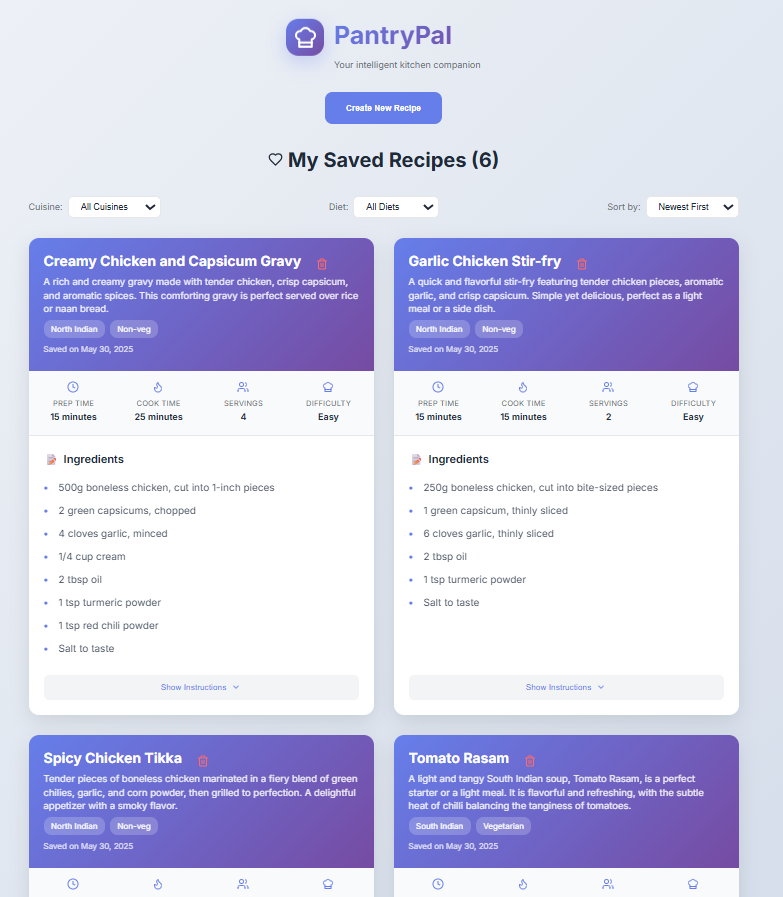 PantryPal
Your intelligent kitchen companion
Create New Recipe
My Saved Recipes (6)
Cuisine: All Cuisines Diet: All Diets Sort by: Newest First
Creamy Chicken and Capsicum Gravy
A rich and creamy gravy made with tender chicken, crisp capsicum,
and aromatic spices. This comforting gravy is perfect served over rice
or naan bread.
North Indian Non-veg
Saved on May 30, 2025
PREP TIME COOK TIME SERVINGS DIFFICULTY
15 minutes 25 minutes 4 Easy
Ingredients
• 500g boneless chicken, cut into 1-inch pieces
• 2 green capsicums, chopped
• 4 cloves garlic, minced
• 1/4 cup cream
• 2 tbsp oil
• 1 tsp turmeric powder
• 1 tsp red chili powder
• Salt to taste
Show Instructions
Garlic Chicken Stir-fry
A quick and flavorful stir-fry featuring tender chicken pieces, aromatic
garlic, and crisp capsicum. Simple yet delicious, perfect as a light
meal or a side dish.
North Indian Non-veg
Saved on May 30, 2025
PREP TIME COOK TIME SERVINGS DIFFICULTY
15 minutes 15 minutes 2 Easy
Ingredients
• 250g boneless chicken, cut into bite-sized pieces
• 1 green capsicum, thinly sliced
• 6 cloves garlic, thinly sliced
• 2 tbsp oil
• 1 tsp turmeric powder
• Salt to taste
Show Instructions
Spicy Chicken Tikka
Tender pieces of boneless chicken marinated in a fiery blend of green
chilies, garlic, and corn powder, then grilled to perfection. A delightful
appetizer with a smoky flavor.
North Indian Non-veg
Saved on May 30, 2025
Tomato Rasam
A light and tangy South Indian soup, Tomato Rasam, is a perfect
starter or a light meal. It is flavorful and refreshing, with the subtle
heat of chilli balancing the tanginess of tomatoes.
South Indian Vegetarian
Saved on May 30, 2025